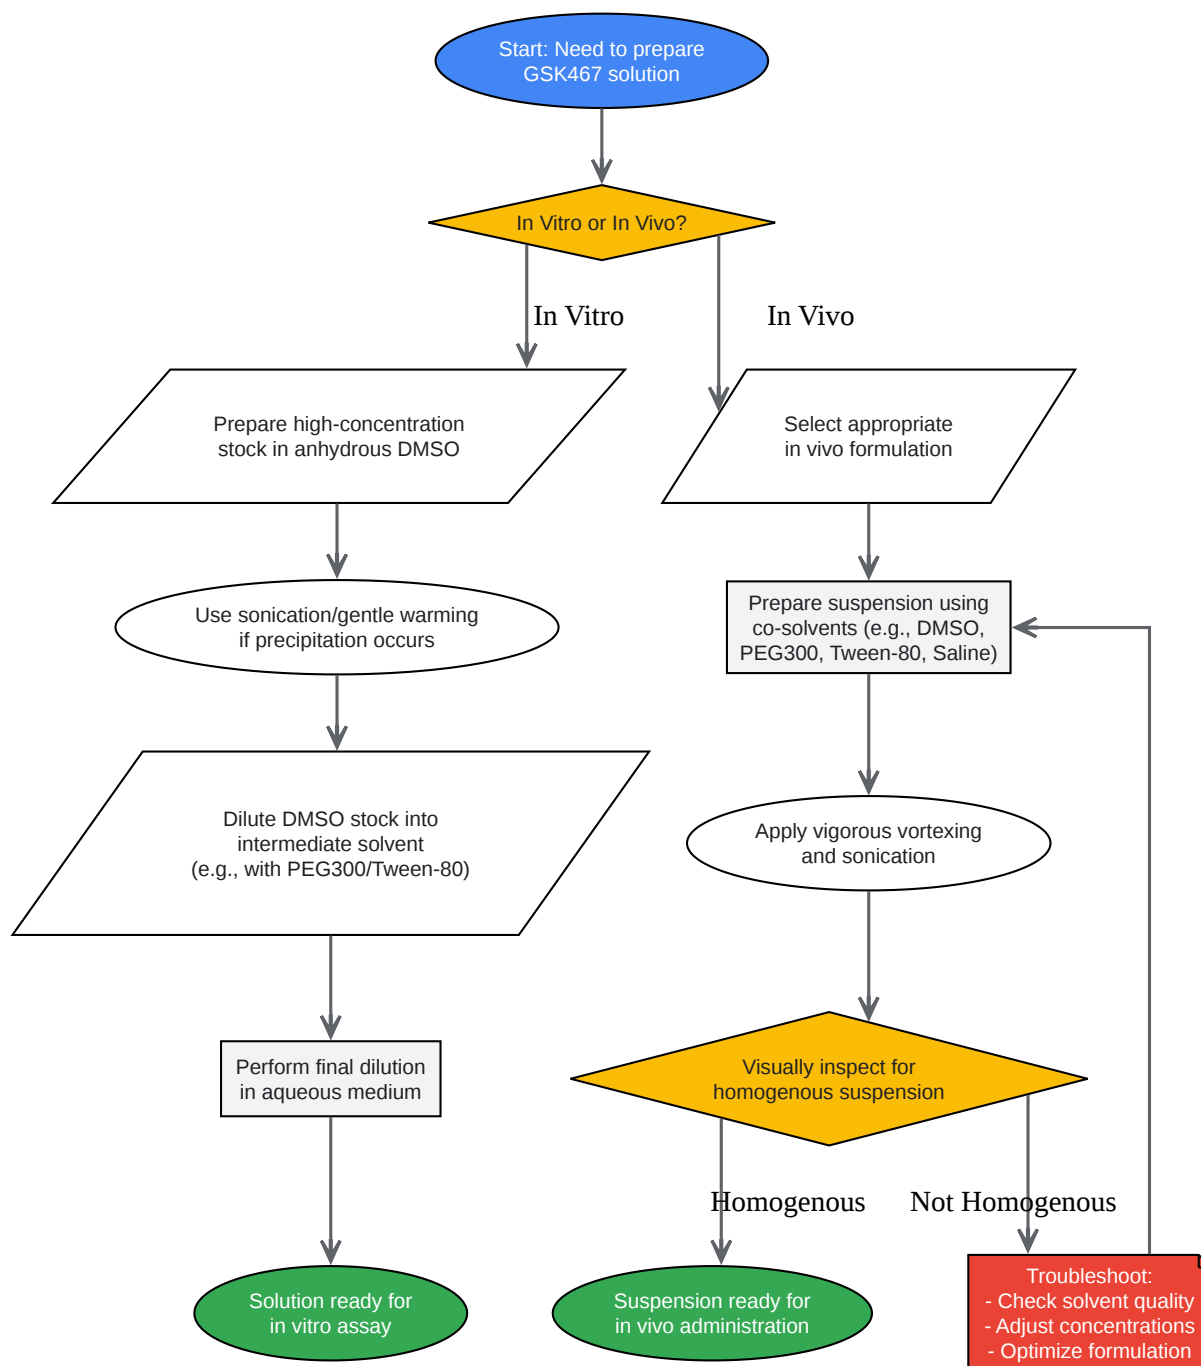 Start: Need to prepare
GSK467 solution
In Vitro or In Vivo?
In Vitro
In Vivo
Prepare high-concentration
stock in anhydrous DMSO
Select appropriate
in vivo formulation
Use sonication/gentle warming
if precipitation occurs
Prepare suspension using
co-solvents (e.g., DMSO,
PEG300, Tween-80, Saline)
Dilute DMSO stock into
intermediate solvent
(e.g., with PEG300/Tween-80)
Apply vigorous vortexing
and sonication
Perform final dilution
in aqueous medium
Visually inspect for
homogenous suspension
Homogenous
Not Homogenous
Solution ready for
in vitro assay
Suspension ready for
in vivo administration
Troubleshoot:
- Check solvent quality
- Adjust concentrations
- Optimize formulation